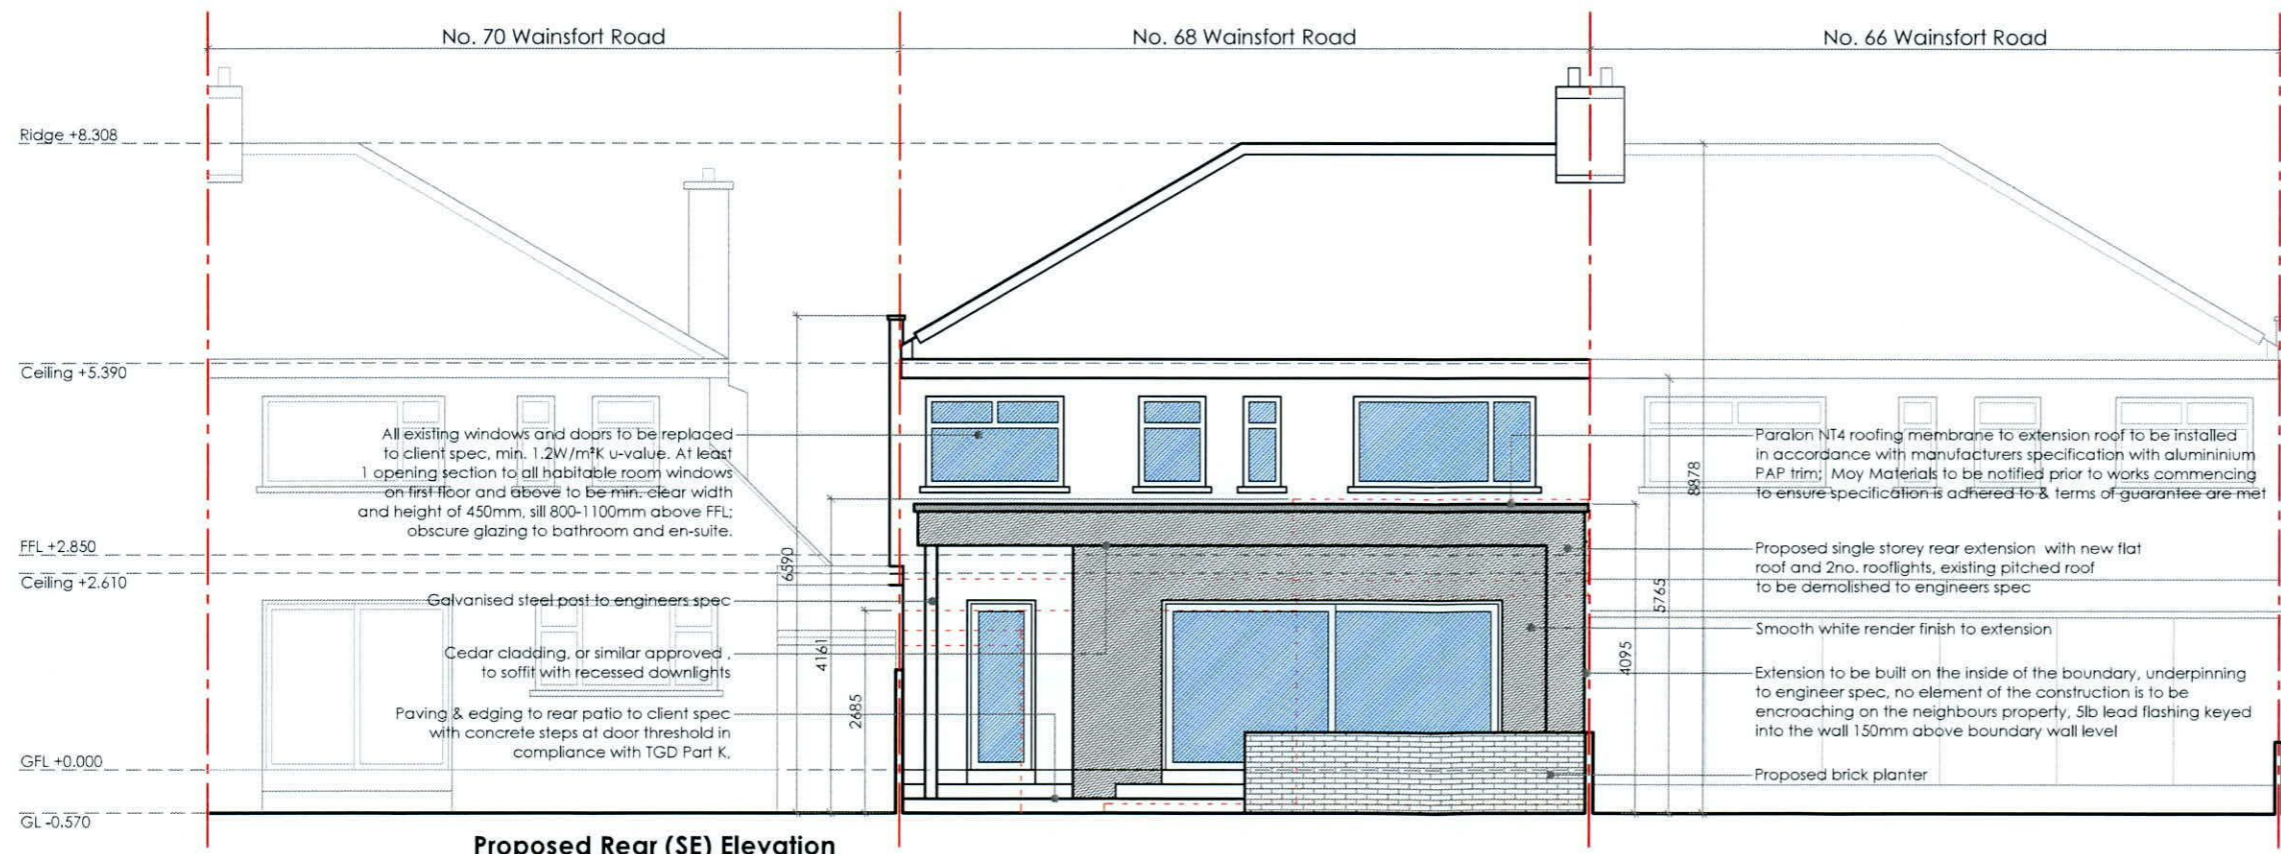 No. 70 Wainsfort Road
No. 68 Wainsfort Road
No. 66 Wainsfort Road
Ridge +8.308
Ceiling +5.390
FFL +2.850
Ceiling +2.610
GFL +0.000
GL -0.570
All existing windows and doors to be replaced
to client spec, min. 1.2W/m²K u-value. At least
1 opening section to all habitable room windows
on first floor and above to be min. clear width
and height of 450mm, sill 800-1100mm above FFL;
obscure glazing to bathroom and en-suite.
Galvanised steel post to engineers spec
Cedar cladding, or similar approved ,
to soffit with recessed downlights
Paving & edging to rear patio to client spec
with concrete steps at door threshold in
compliance with TGD Part K.
6590
4161
2685
4095
5765
8878
Paralon NT4 roofing membrane to extension roof to be installed
in accordance with manufacturers specification with alumininium
PAP trim; Moy Materials to be notified prior to works commencing
to ensure specification is adhered to & terms of guarantee are met
Proposed single storey rear extension with new flat
roof and 2no. rooflights, existing pitched roof
to be demolished to engineers spec
Smooth white render finish to extension
Extension to be built on the inside of the boundary, underpinning
to engineer spec, no element of the construction is to be
encroaching on the neighbours property, 5lb lead flashing keyed
into the wall 150mm above boundary wall level
Proposed brick planter
Proposed Rear (SE) Elevation